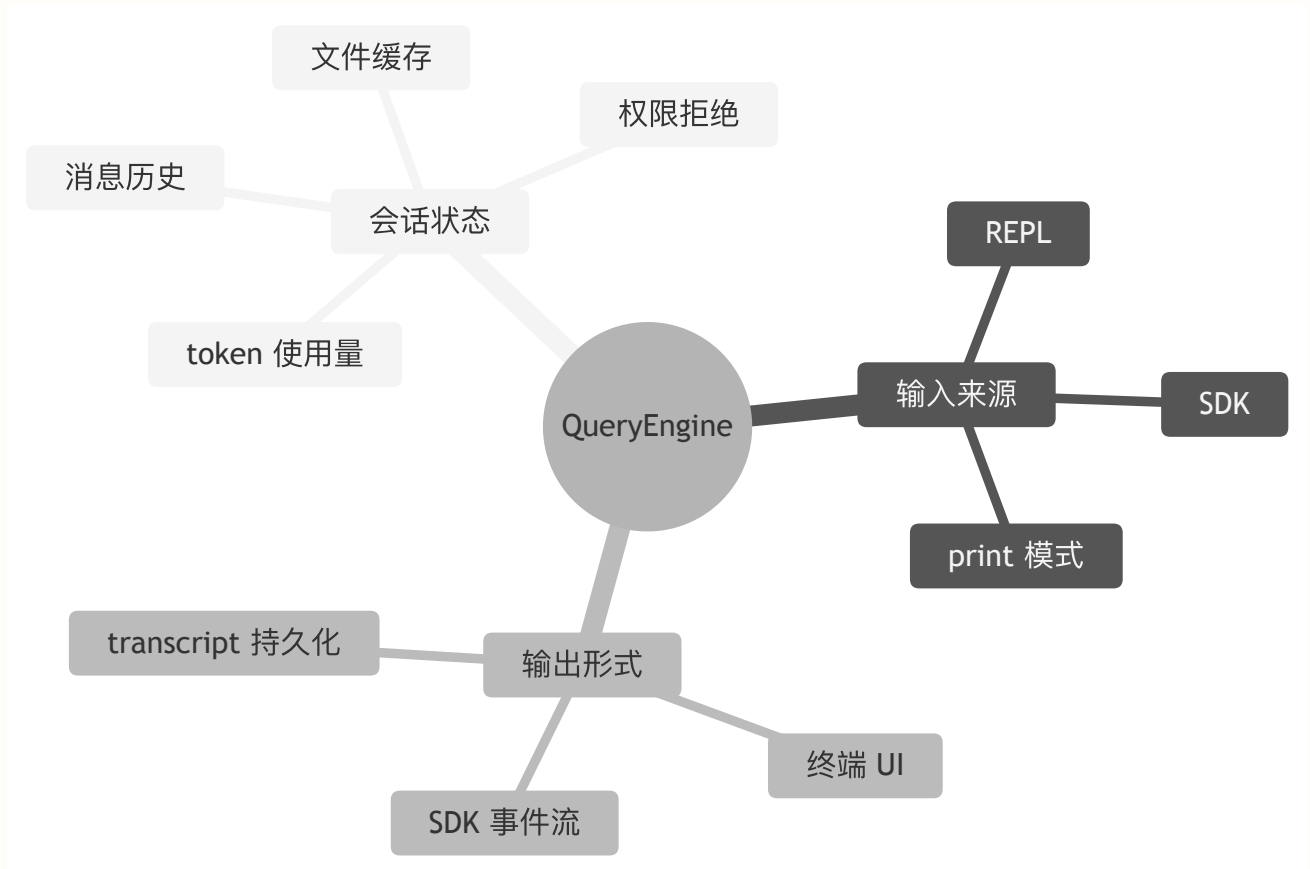 文件缓存
权限拒绝
消息历史
会话状态
token 使用量
QueryEngine
REPL
输入来源
SDK
print 模式
transcript 持久化
输出形式
终端 UI
SDK 事件流